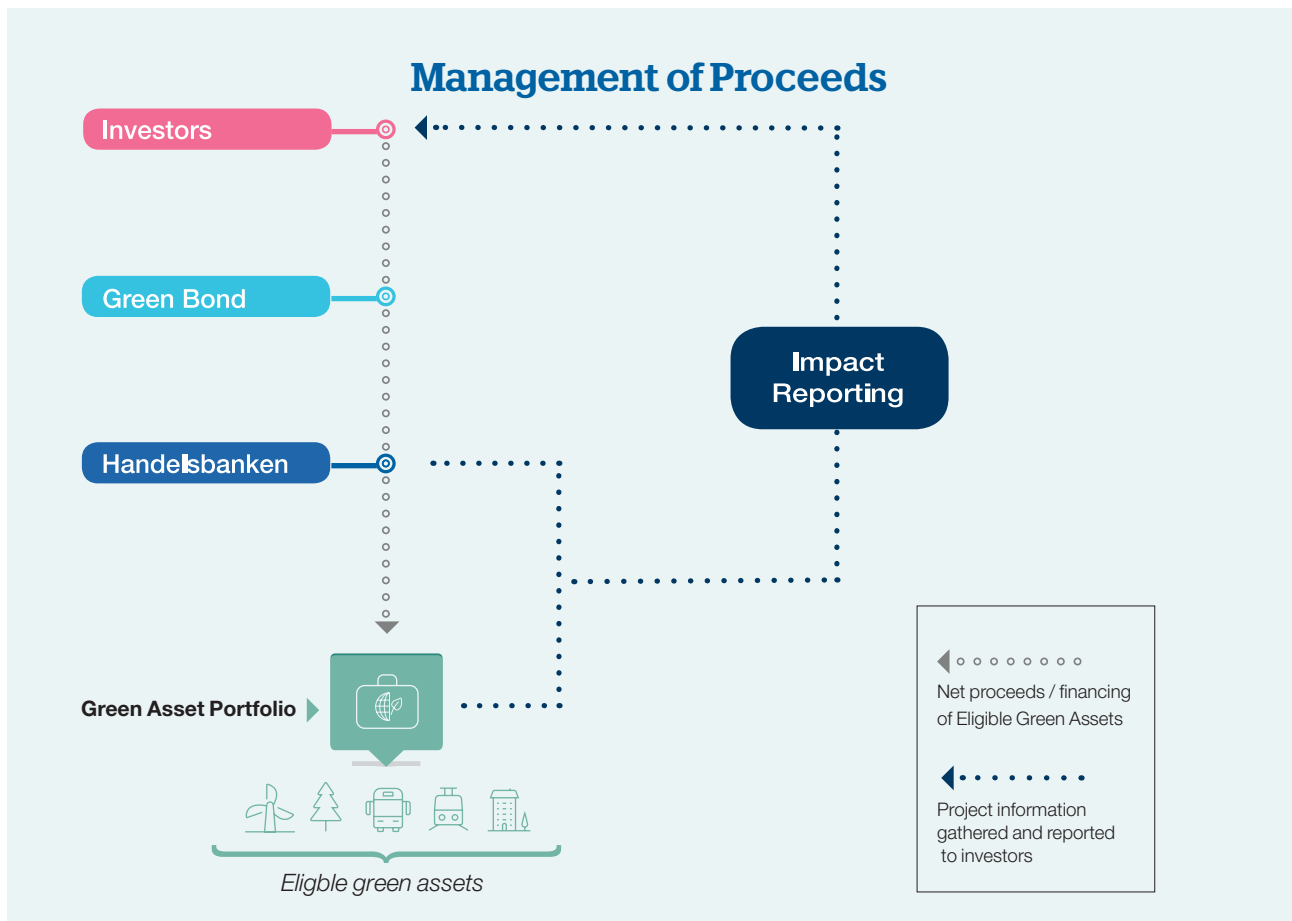 Management of Proceeds
Investors
Green Bond
Impact
Reporting
Handelsbanken
Green Asset Portfolio
Eligble green assets
Net proceeds / financing
of Eligible Green Assets
Project information
gathered and reported
to investors